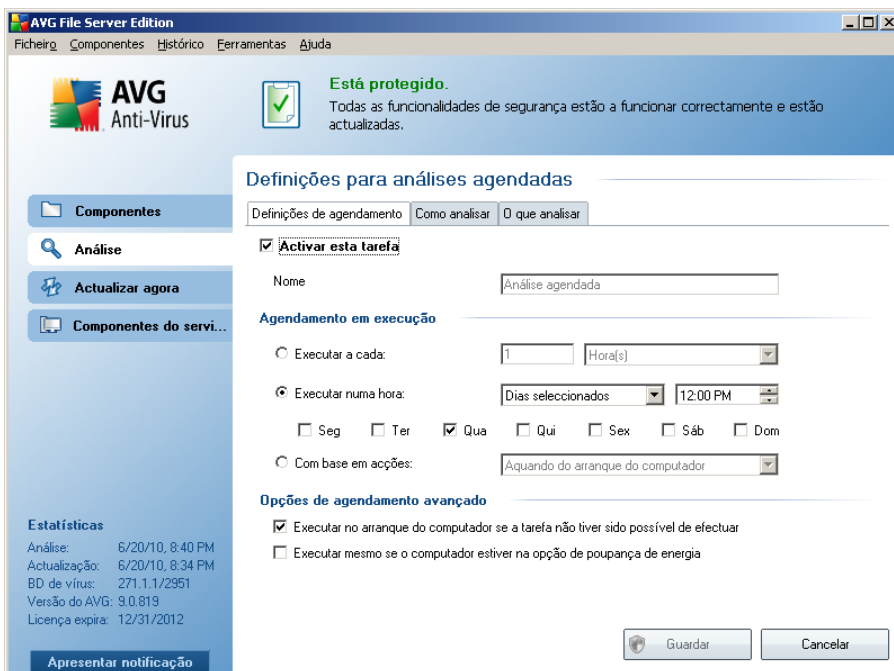 AVG File Server Edition
Ficheiro Componentes Histórico Ferramentas Ajuda
AVG
Anti-Virus
Está protegido.
Todas as funcionalidades de segurança estão a funcionar correctamente e estão
actualizadas.
Componentes
Análise
Actualizar agora
Componentes do servi...
Definições para análises agendadas
Definições de agendamento Como analisar O que analisar
Activar esta tarefa
Nome Análise agendada
Agendamento em execução
Executar a cada: 1 Hora(s)
Executar numa hora: Dias seleccionados 12:00 PM
Seg Ter Qua Qui Sex Sáb Dom
Com base em acções: Aquando do arranque do computador
Opções de agendamento avançado
Executar no arranque do computador se a tarefa não tiver sido possível de efectuar
Executar mesmo se o computador estiver na opção de poupança de energia
Estatísticas
Análise: 6/20/10, 8:40 PM
Actualização: 6/20/10, 8:34 PM
BD de vírus: 271.1.1/2951
Versão do AVG: 9.0.819
Licença expira: 12/31/2012
Apresentar notificação
Guardar Cancelar